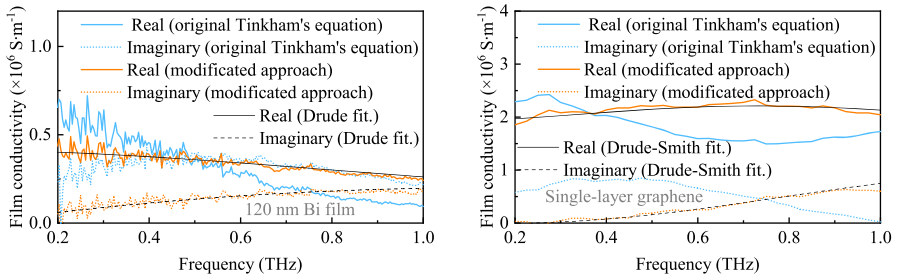 Film conductivity (×10⁶ S·m⁻¹)
1.0
0.5
0.0
Real (original Tinkham's equation)
Imaginary (original Tinkham's equation)
Real (modificated approach)
Imaginary (modificated approach)
Real (Drude fit.)
Imaginary (Drude fit.)
120 nm Bi film
0.2 0.4 0.6 0.8 1.0
Frequency (THz)
Film conductivity (×10⁶ S·m⁻¹)
4
3
2
1
0
Real (original Tinkham's equation)
Imaginary (original Tinkham's equation)
Real (modificated approach)
Imaginary (modificated approach)
Real (Drude-Smith fit.)
Imaginary (Drude-Smith fit.)
Single-layer graphene
0.2 0.4 0.6 0.8 1.0
Frequency (THz)